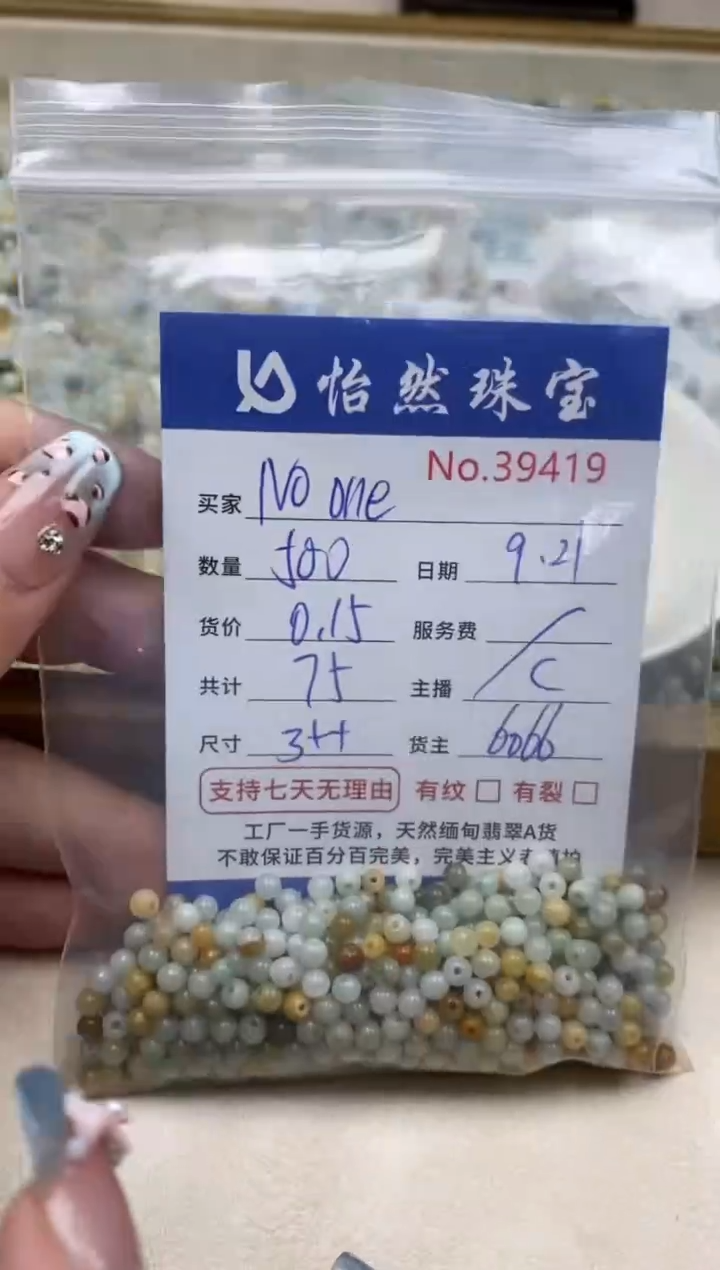 怡然珠宝
No.39419
买家 No one
数量 500 日期 9.21
货价 0.15 服务费 /
共计 75 主播 C
尺寸 3++ 货主 6066
支持七天无理由 有纹 □ 有裂 □
工厂一手货源，天然缅甸翡翠A货
不敢保证百分百完美，完美主义者慎拍